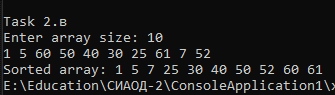 Task 2.в
Enter array size: 10
1 5 60 50 40 30 25 61 7 52
Sorted array: 1 5 7 25 30 40 50 52 60 61
E:\Education\СИАОД-2\ConsoleApplication1\